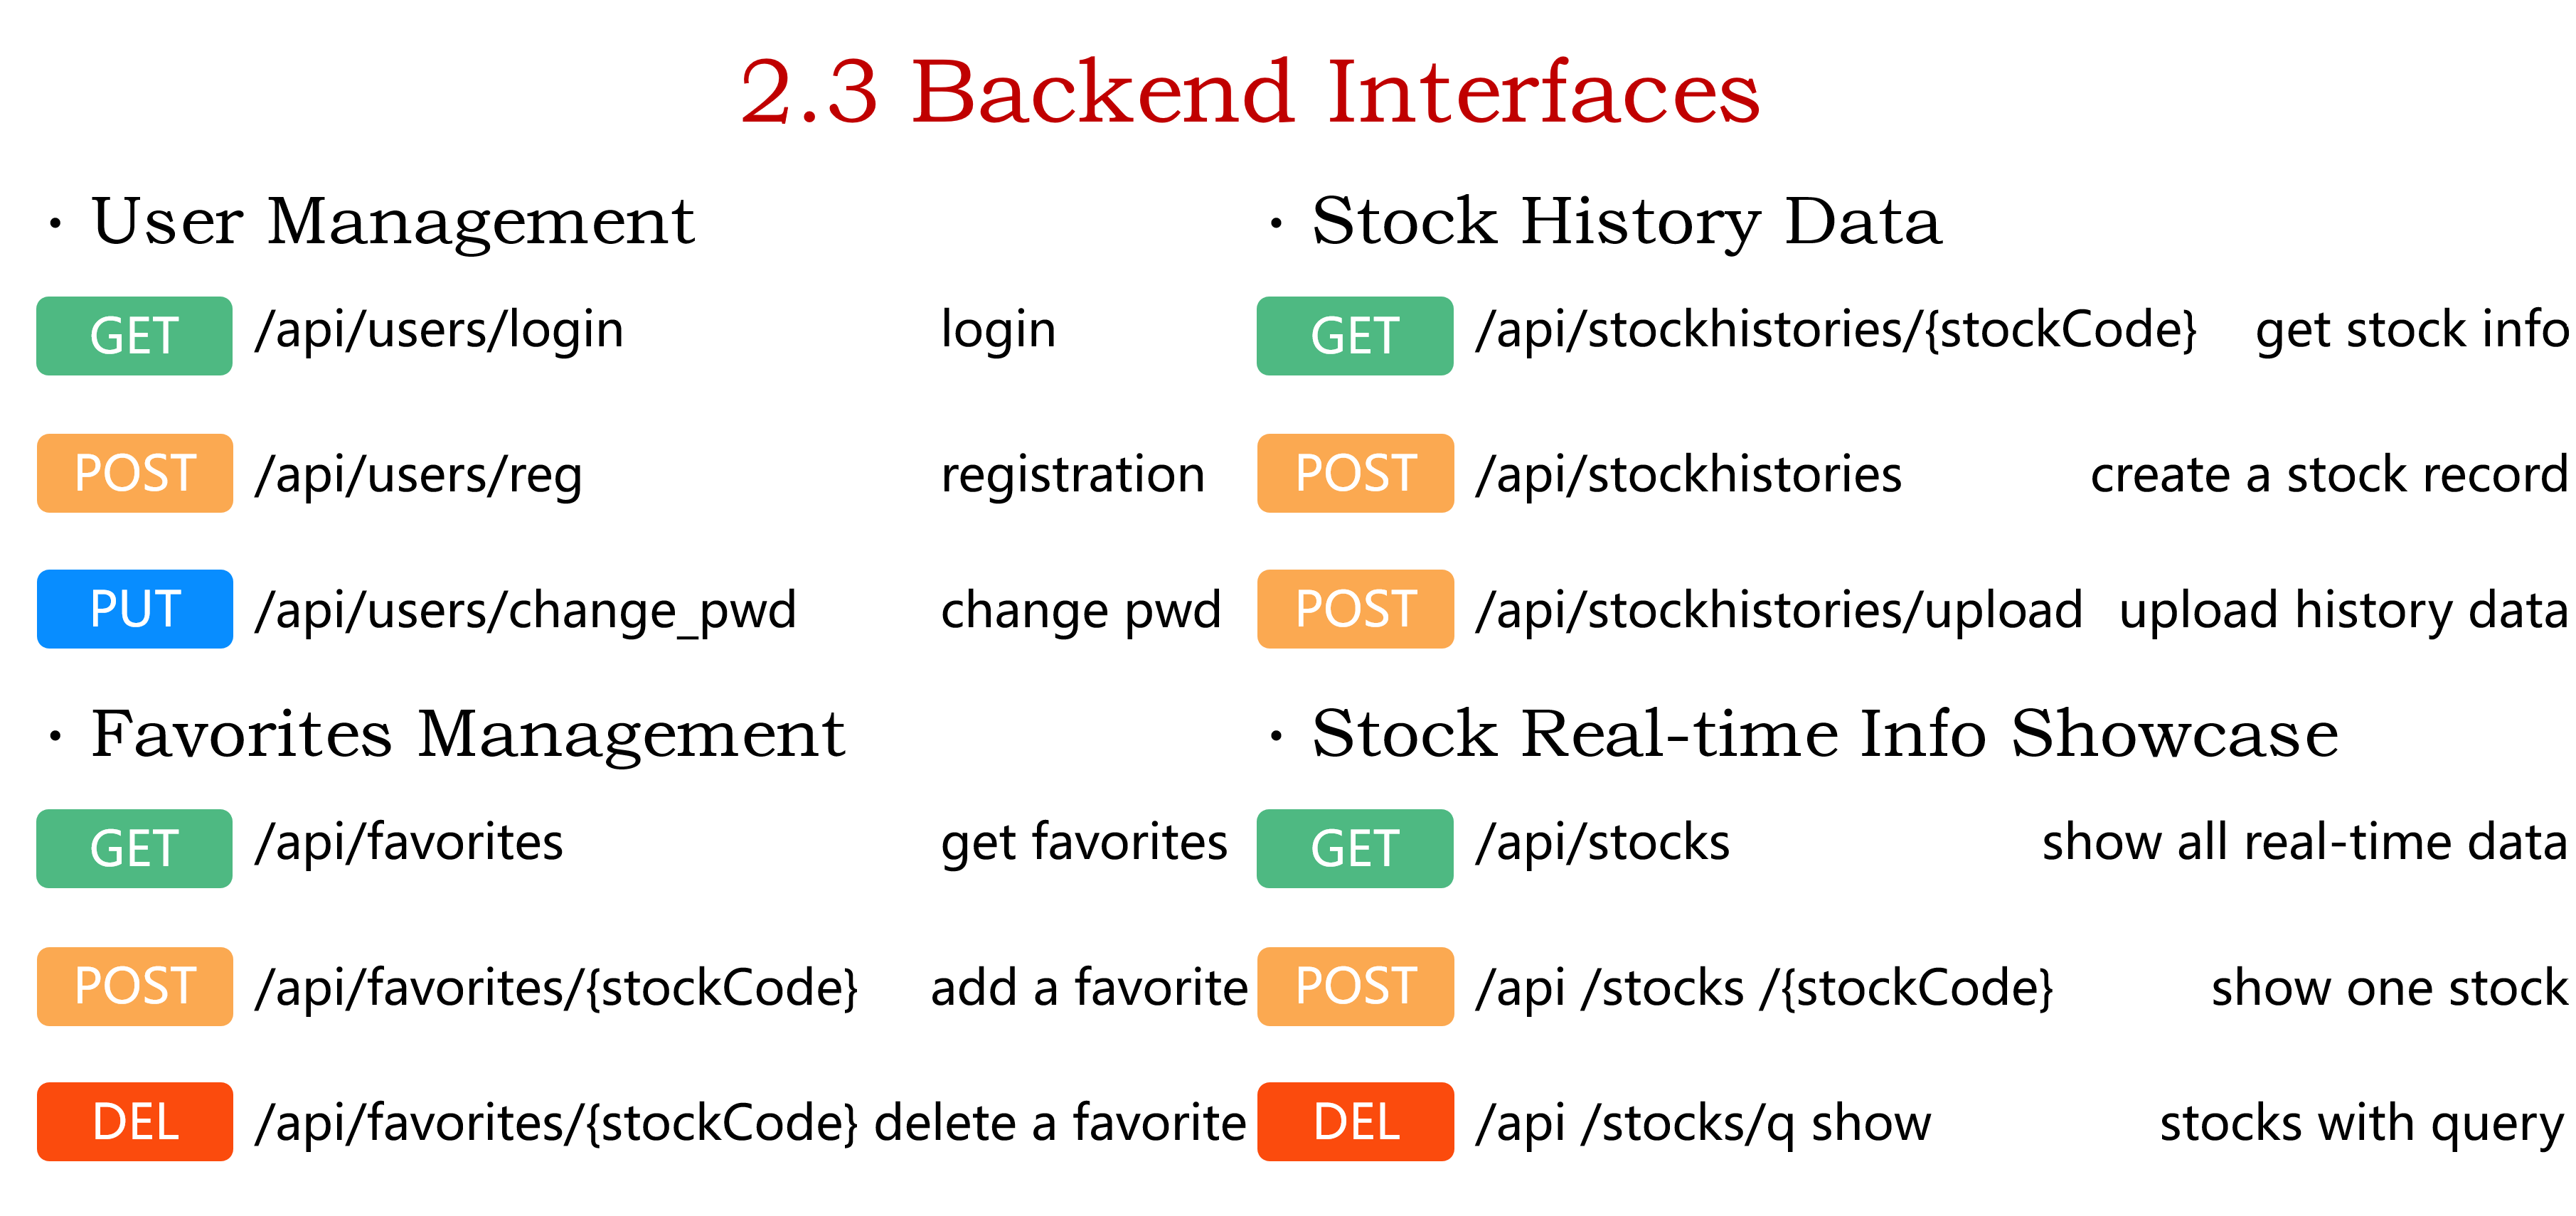 2.3 Backend Interfaces
· User Management
GET /api/users/login login
POST /api/users/reg registration
PUT /api/users/change_pwd change pwd
· Favorites Management
GET /api/favorites get favorites
POST /api/favorites/{stockCode} add a favorite
DEL /api/favorites/{stockCode} delete a favorite
· Stock History Data
GET /api/stockhistories/{stockCode} get stock info
POST /api/stockhistories create a stock record
POST /api/stockhistories/upload upload history data
· Stock Real-time Info Showcase
GET /api/stocks show all real-time data
POST /api /stocks /{stockCode} show one stock
DEL /api /stocks/q show stocks with query